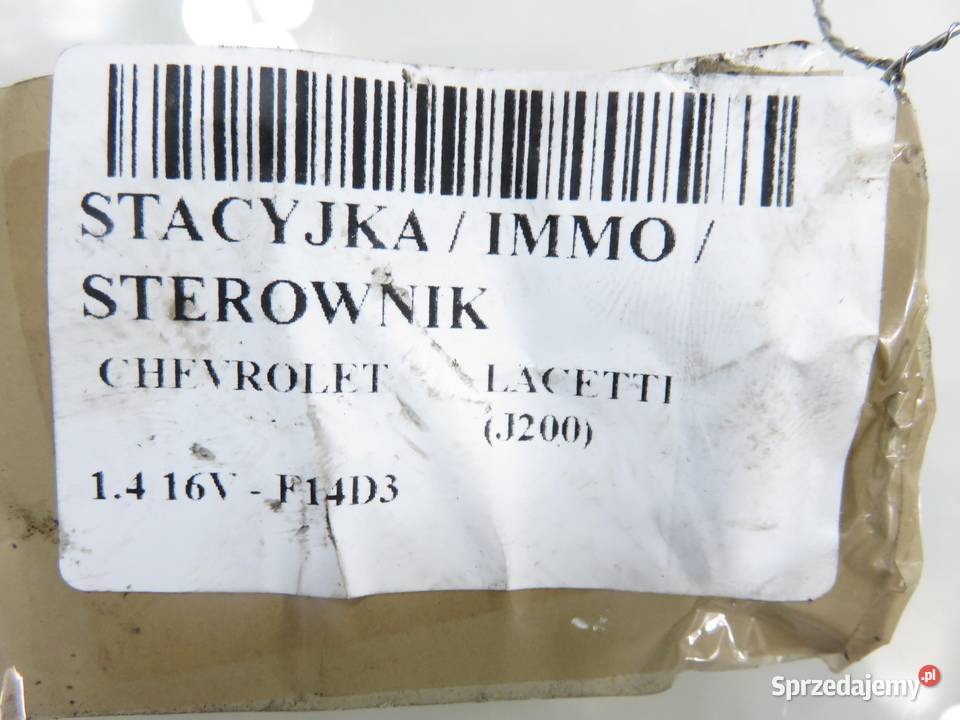 STACYJKA / IMMO /
STEROWNIK
CHEVROLET LACETTI
(J200)
1.4 16V - F14D3
Sprzedajemy.pl